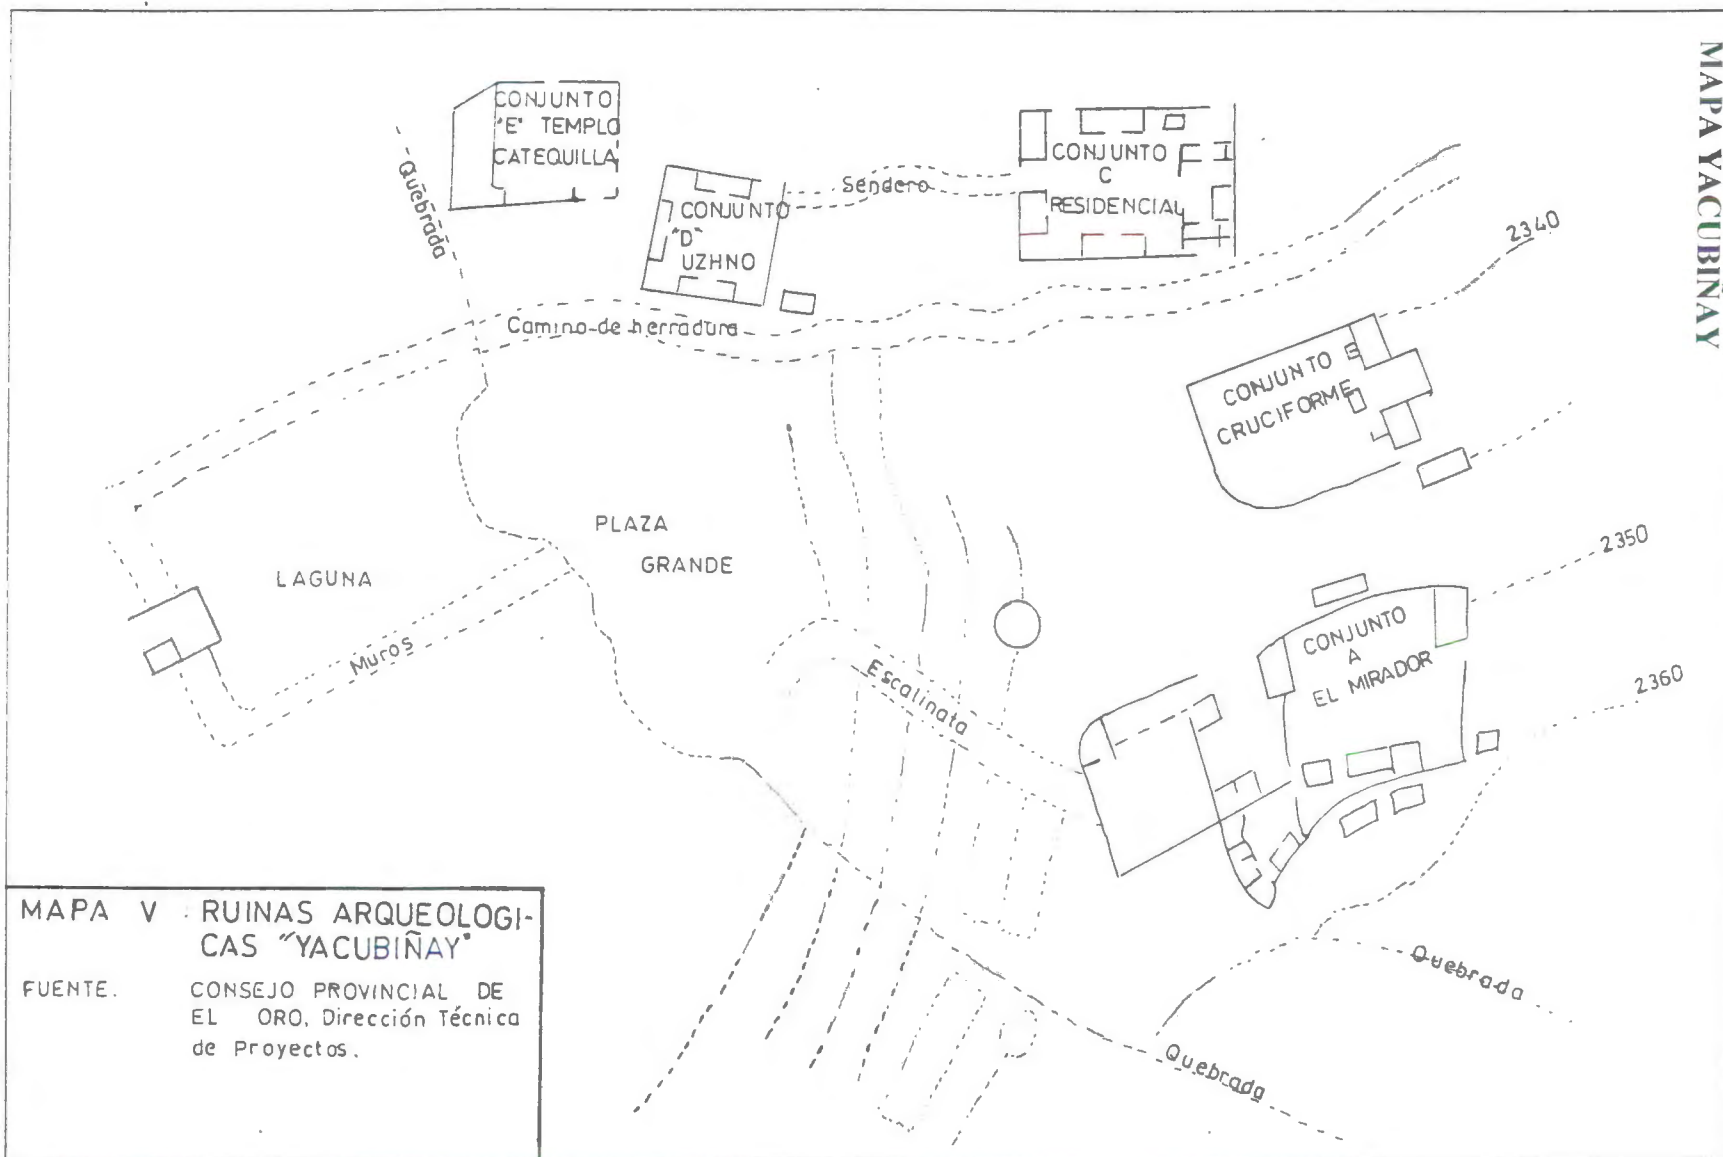 MAPA YACUBIÑAY
CONJUNTO
"E" TEMPLO
CATEQUILLA
Quebrada
CONJUNTO
"D"
UZHNO
Sendero
CONJUNTO
C
RESIDENCIAL
2340
Camino de herradura
CONJUNTO B
CRUCIFORME
PLAZA
GRANDE
LAGUNA
Muros
2350
CONJUNTO
A
EL MIRADOR
2360
Escalinata
Quebrada
Quebrada
MAPA V : RUINAS ARQUEOLOGI-
CAS "YACUBIÑAY"
FUENTE. CONSEJO PROVINCIAL DE
EL ORO, Dirección Técnica
de Proyectos.